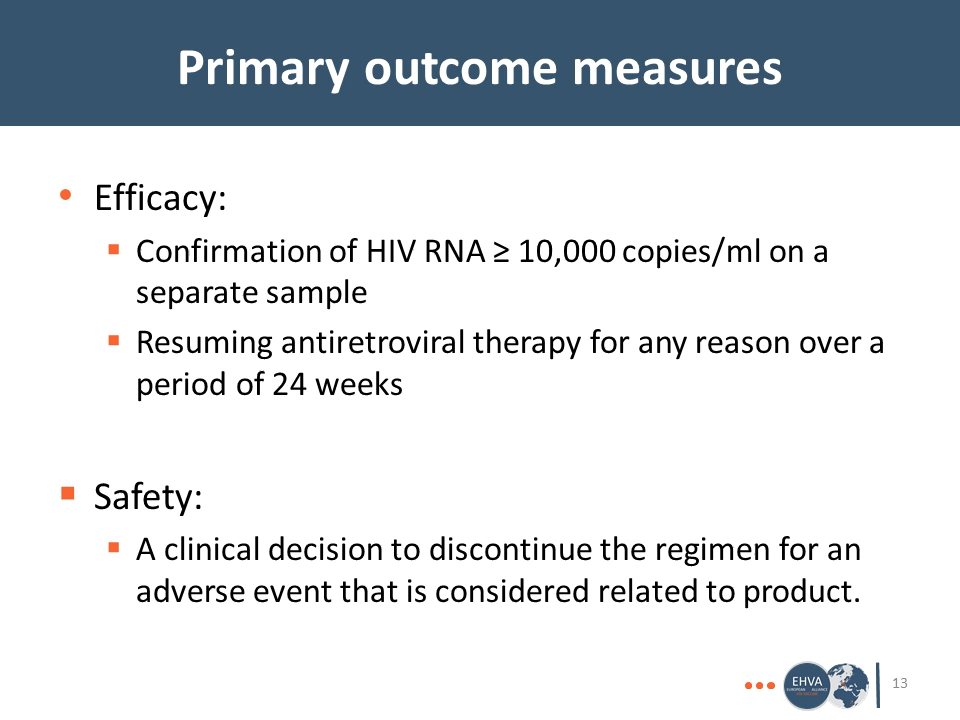 Primary outcome measures
• Efficacy:
▪ Confirmation of HIV RNA ≥ 10,000 copies/ml on a
separate sample
▪ Resuming antiretroviral therapy for any reason over a
period of 24 weeks
▪ Safety:
▪ A clinical decision to discontinue the regimen for an
adverse event that is considered related to product.
EHVA
EUROPEAN ALLIANCE
13